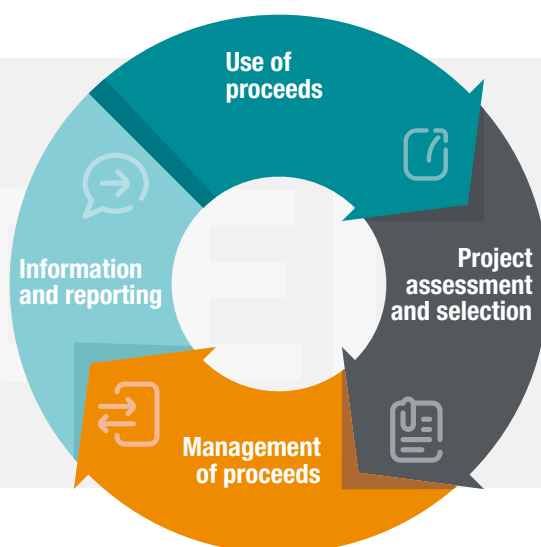 Use of
proceeds
Project
assessment
and selection
Management
of proceeds
Information
and reporting